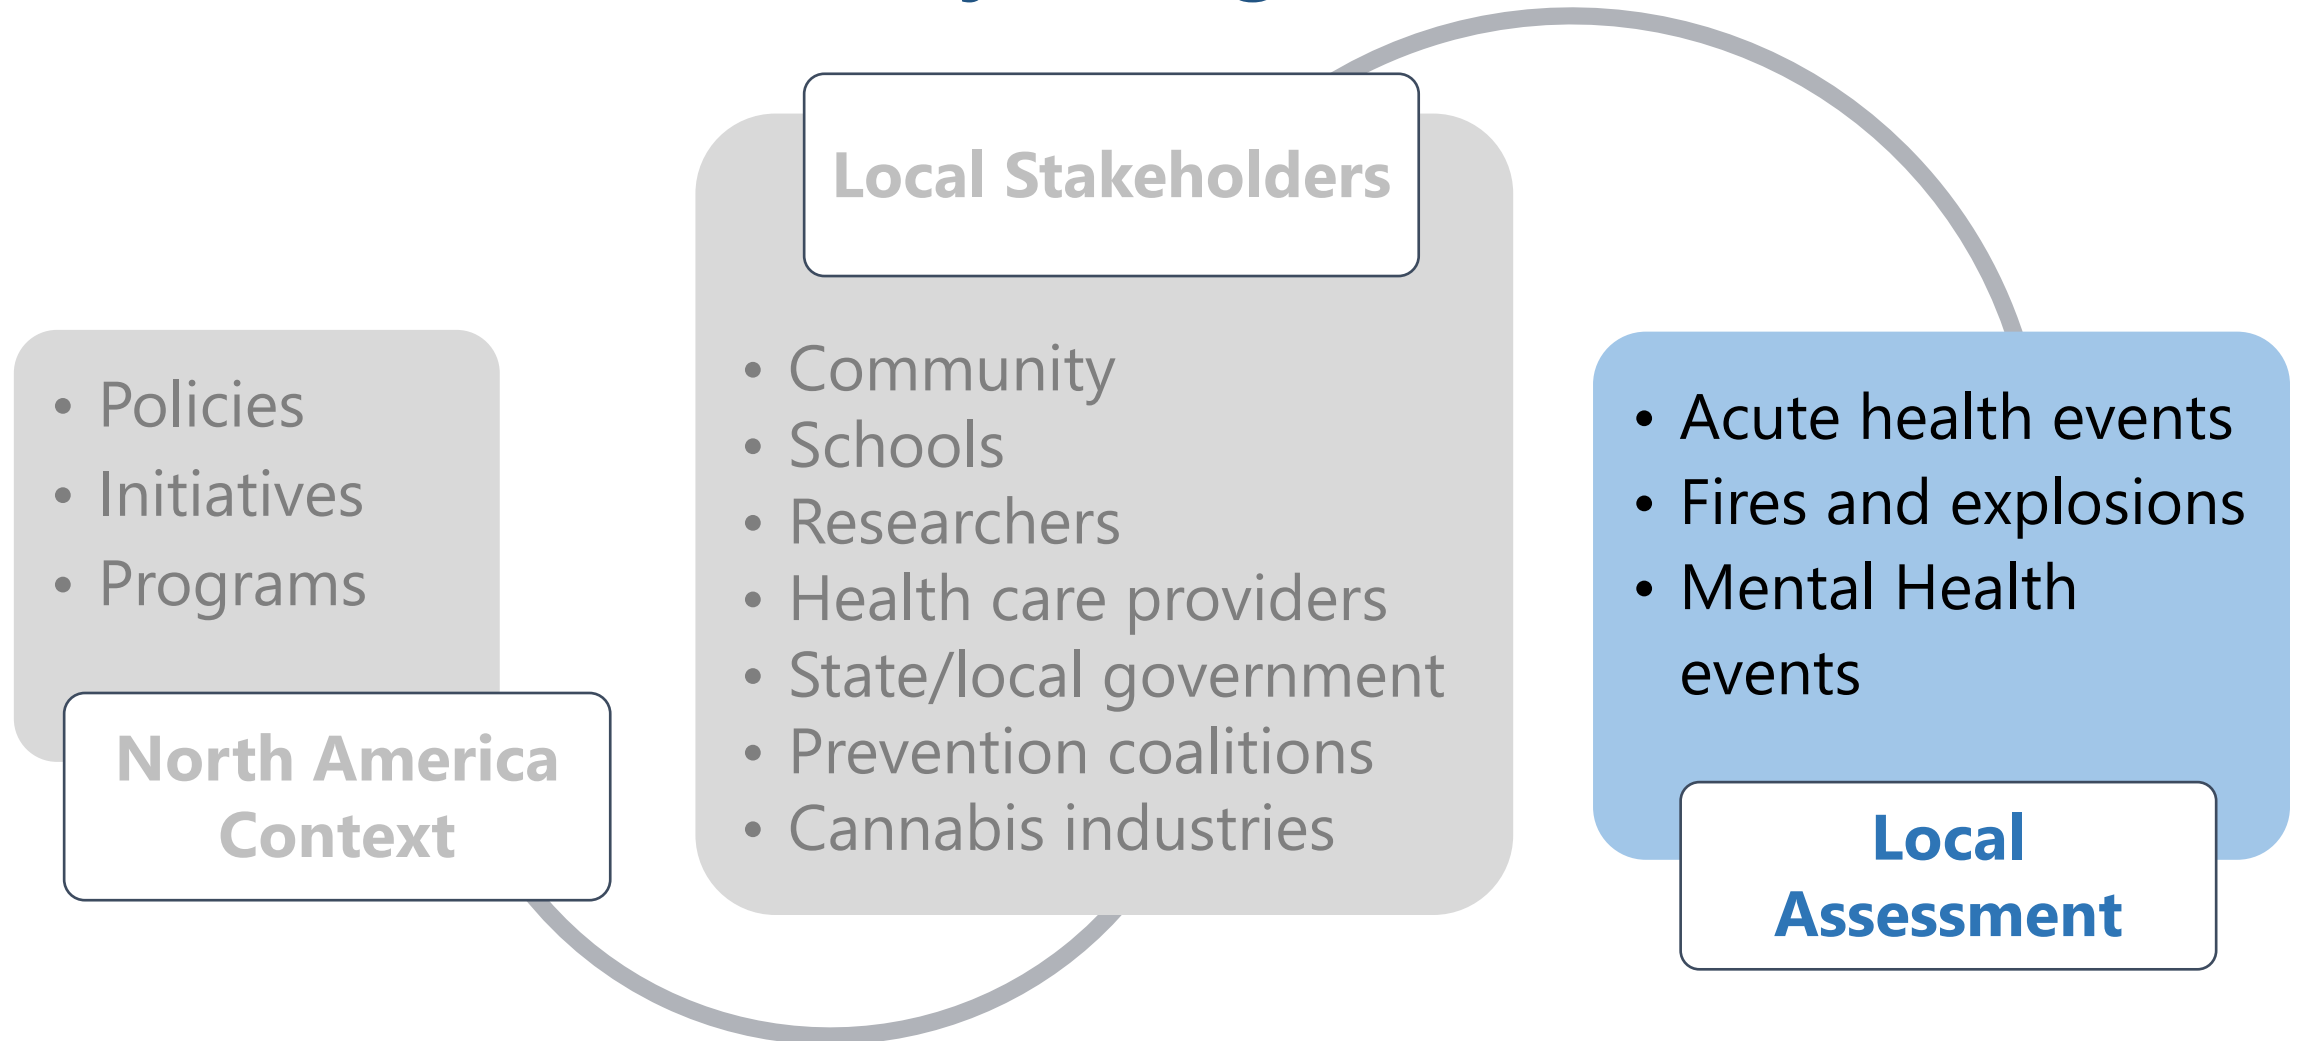 • Policies
• Initiatives
• Programs
North America
Context
Local Stakeholders
• Community
• Schools
• Researchers
• Health care providers
• State/local government
• Prevention coalitions
• Cannabis industries
• Acute health events
• Fires and explosions
• Mental Health
events
Local
Assessment